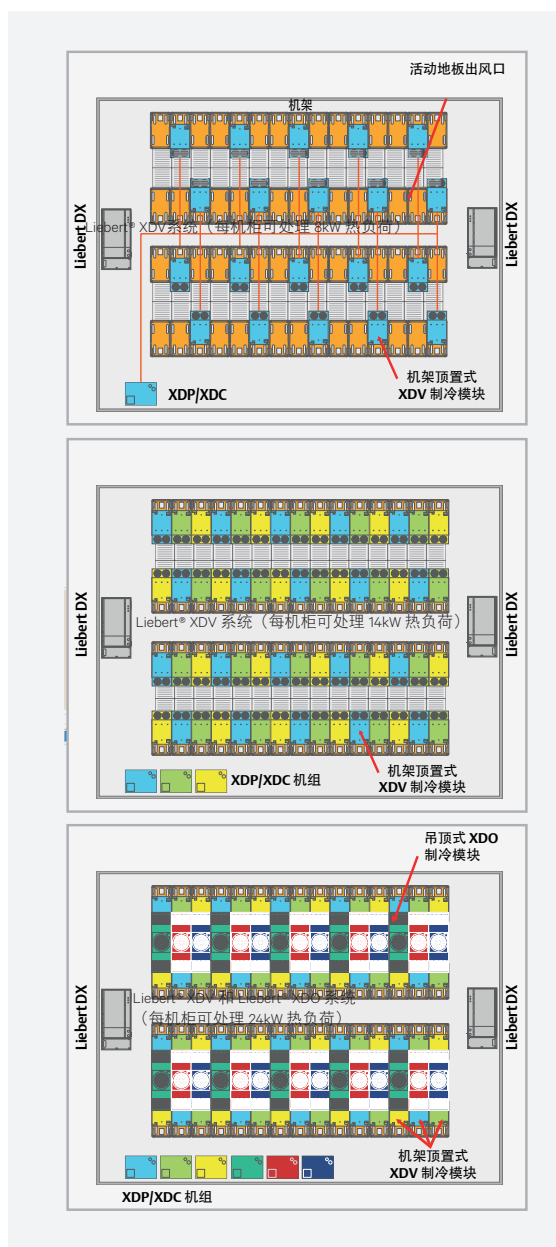 活动地板出风口
机架
Liebert DX
Liebert® XDV系统（每机柜可处理 8kW 热负荷）
Liebert DX
XDP/XDC
机架顶置式
XDV 制冷模块
Liebert DX
Liebert® XDV 系统（每机柜可处理 14kW 热负荷）
Liebert DX
XDP/XDC 机组
机架顶置式
XDV 制冷模块
吊顶式 XDO
制冷模块
Liebert DX
Liebert® XDV 和 Liebert® XDO 系统
（每机柜可处理 24kW 热负荷）
Liebert DX
机架顶置式
XDV 制冷模块
XDP/XDC 机组